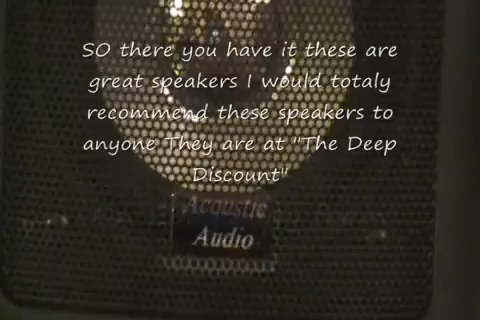 SO there you have it these are
great speakers I would totaly
recommend these speakers to
anyone They are at "The Deep
Discount"
Acoustic
Audio